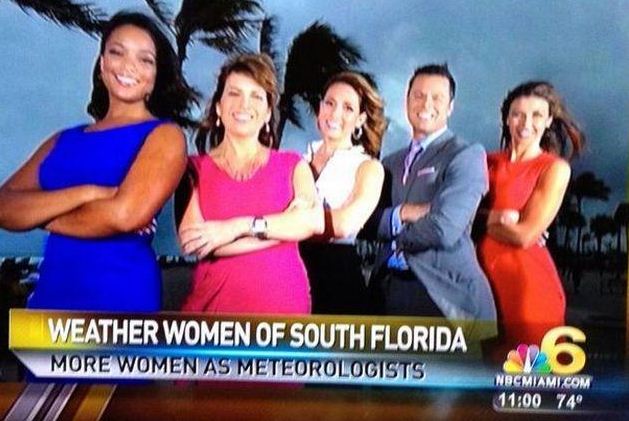 WEATHER WOMEN OF SOUTH FLORIDA
MORE WOMEN AS METEOROLOGISTS
6
NBCMIAMI.COM
11:00 74°